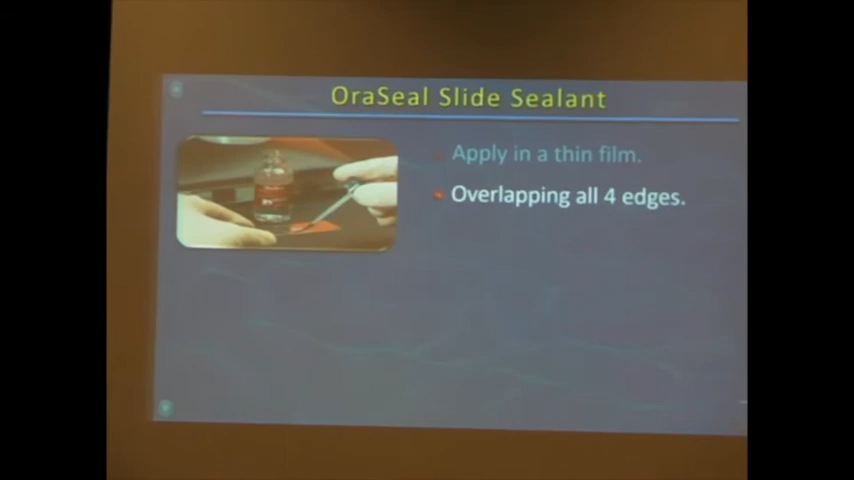 OraSeal Slide Sealant
Apply in a thin film.
Overlapping all 4 edges.